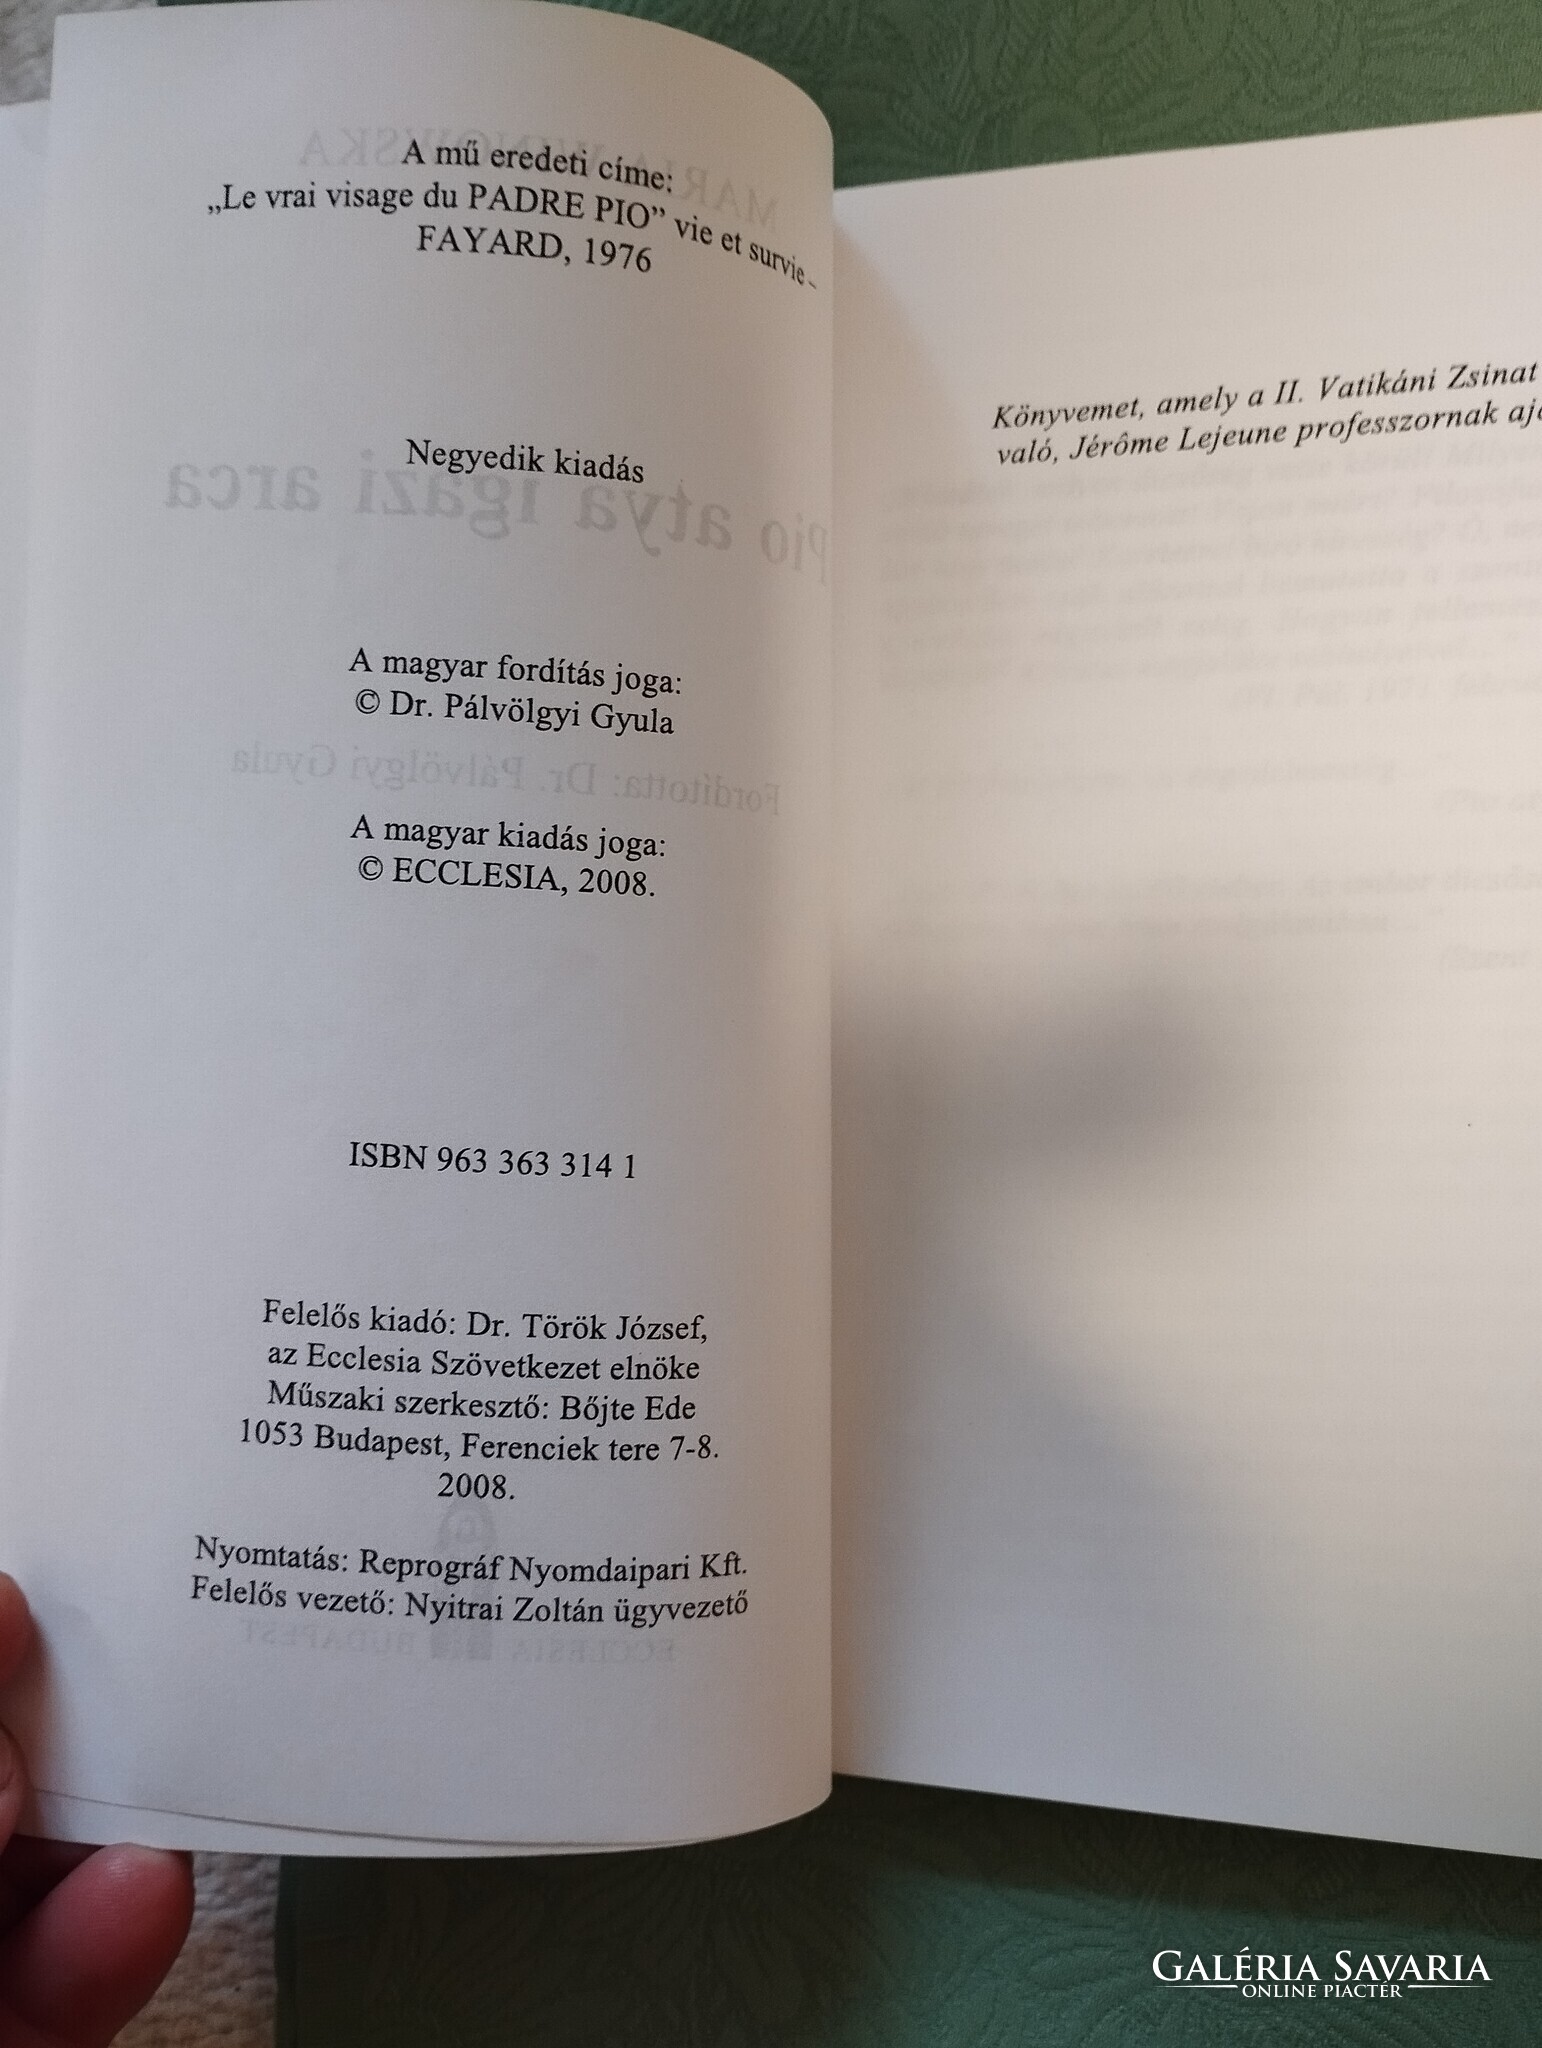 A mű eredeti címe:
„Le vrai visage du PADRE PIO” vie et survie -
FAYARD, 1976
Negyedik kiadás
A magyar fordítás joga:
© Dr. Pálvölgyi Gyula
A magyar kiadás joga:
© ECCLESIA, 2008.
ISBN 963 363 314 1
Felelős kiadó: Dr. Török József,
az Ecclesia Szövetkezet elnöke
Műszaki szerkesztő: Bőjte Ede
1053 Budapest, Ferenciek tere 7-8.
2008.
Nyomtatás: Reprográf Nyomdaipari Kft.
Felelős vezető: Nyitrai Zoltán ügyvezető
Könyvemet, amely a II. Vatikáni Zsinat
való, Jérôme Lejeune professzornak
GALÉRIA SAVARIA
ONLINE PIACTÉR